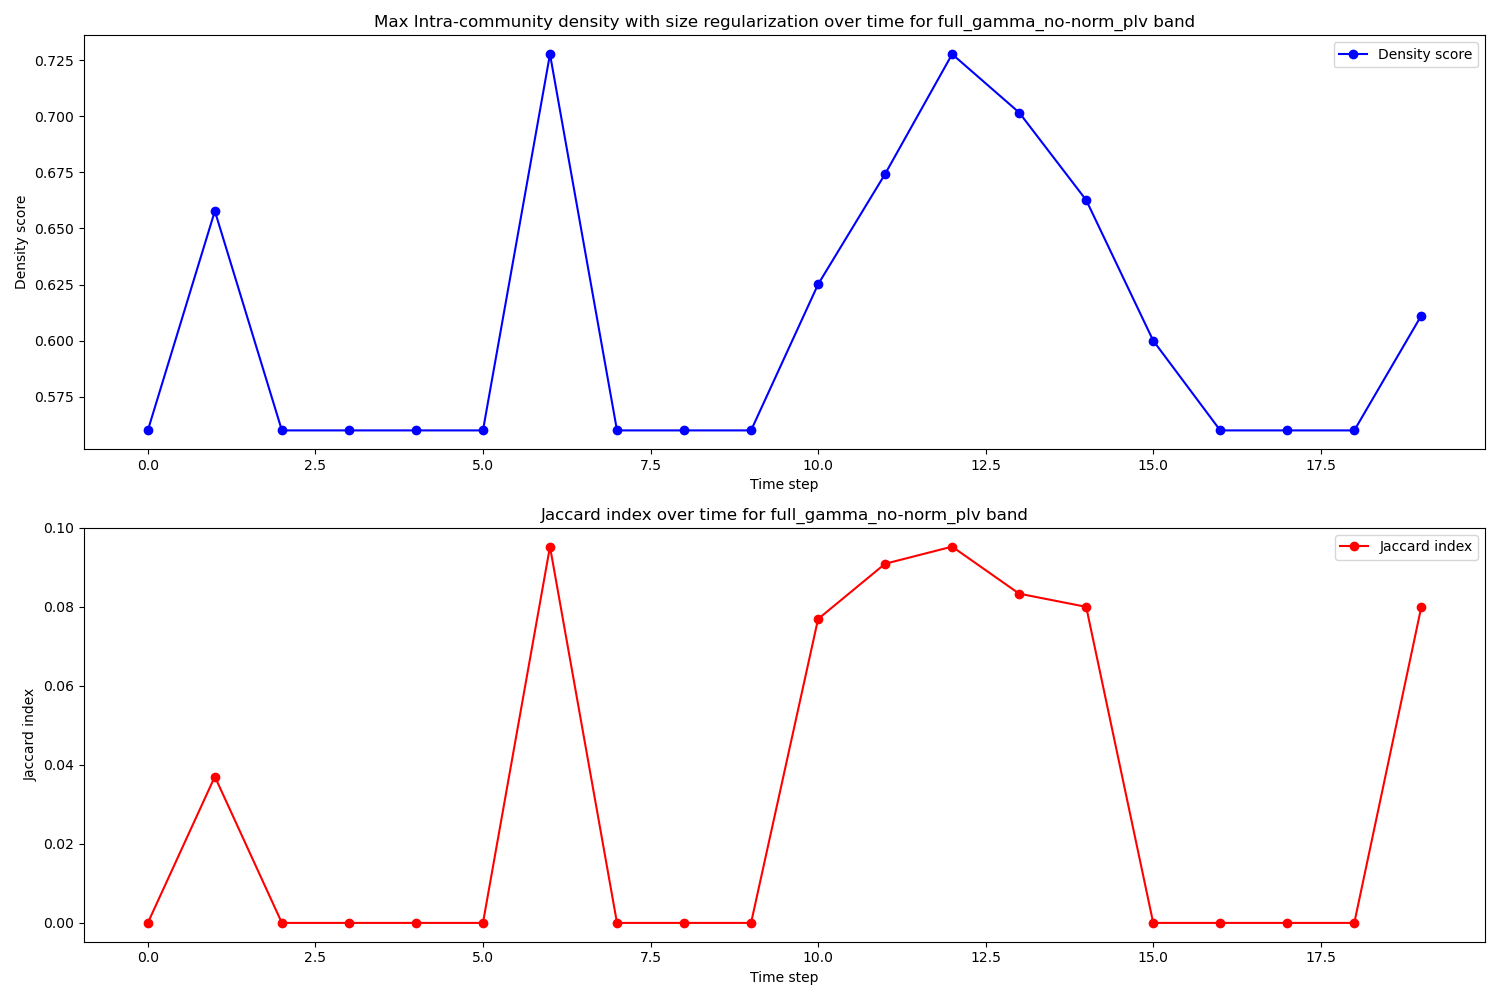 Max Intra-community density with size regularization over time for full_gamma_no-norm_plv band
Density score
0.725
0.700
0.675
0.650
0.625
0.600
0.575
Density score
0.0 2.5 5.0 7.5 10.0 12.5 15.0 17.5
Time step
Jaccard index over time for full_gamma_no-norm_plv band
Jaccard index
0.10
0.08
0.06
0.04
0.02
0.00
Jaccard index
0.0 2.5 5.0 7.5 10.0 12.5 15.0 17.5
Time step